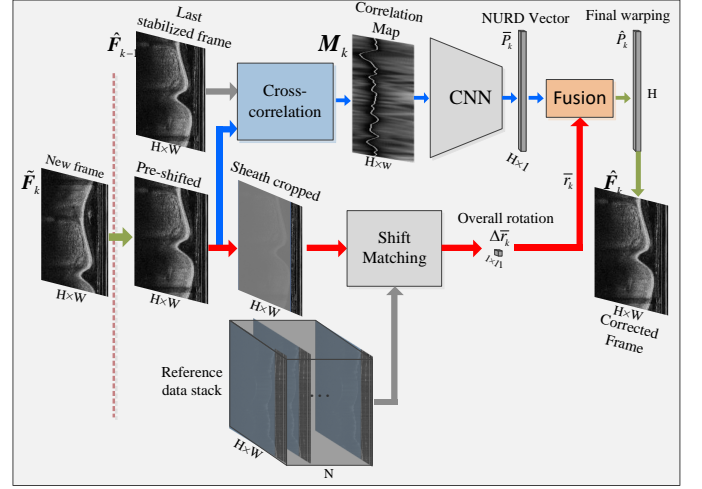 Last
stabilized frame
F̂ₖ₋₁
Cross-
correlation
Mₖ
Correlation
Map
H×w
CNN
NURD Vector
P̄ₖ
H×1
Fusion
Final warping
P̂ₖ
H
New frame
F̃ₖ
H×W
Pre-shifted
H×W
Sheath cropped
H×W
Shift
Matching
Overall rotation
Δr̄ₖ
1×1
r̄ₖ
F̂ₖ
H×W
Corrected
Frame
Reference
data stack
...
H×W
N